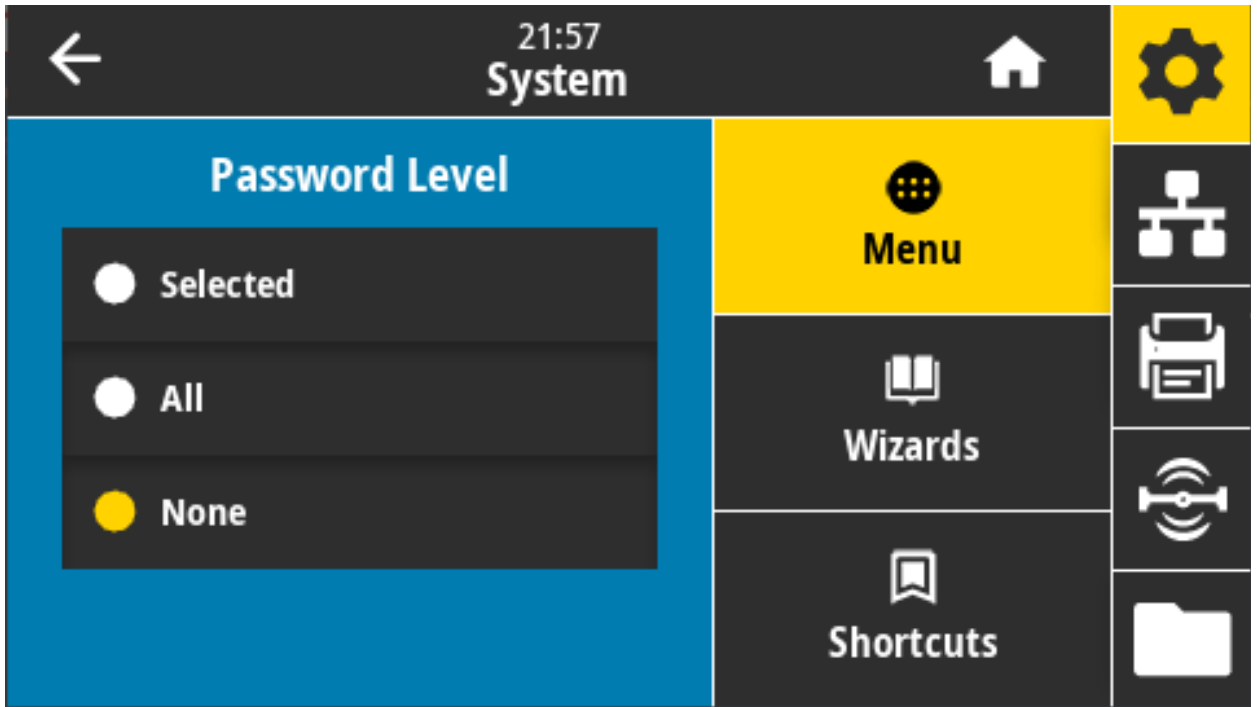 21:57
System
Password Level
Selected
All
None
Menu
Wizards
Shortcuts